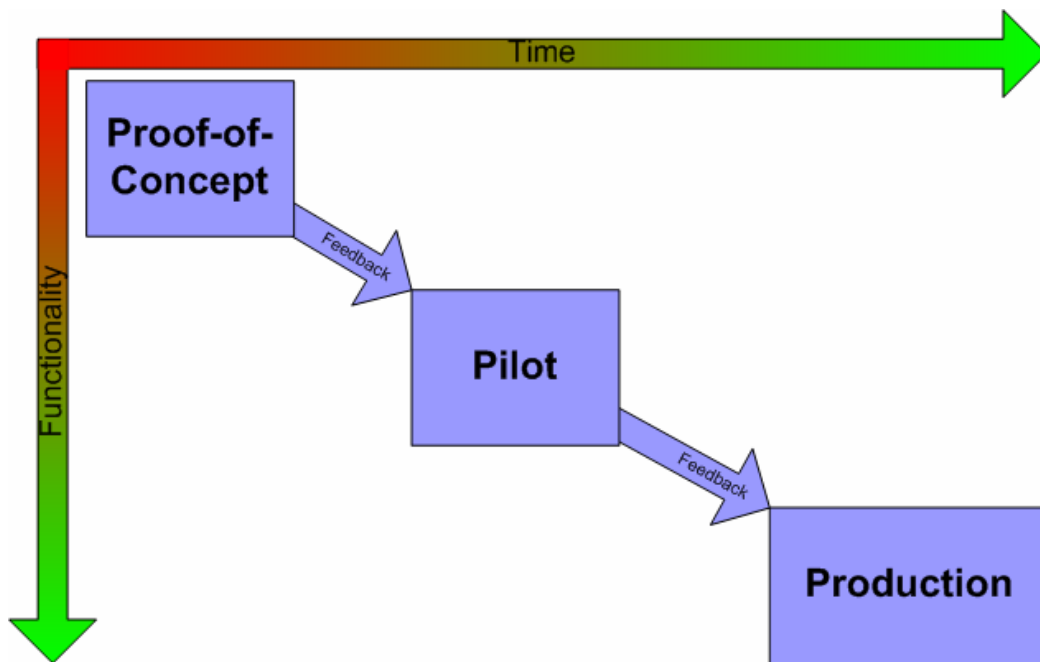 Time
Proof-of-
Concept
Feedback
Functionality
Pilot
Feedback
Production